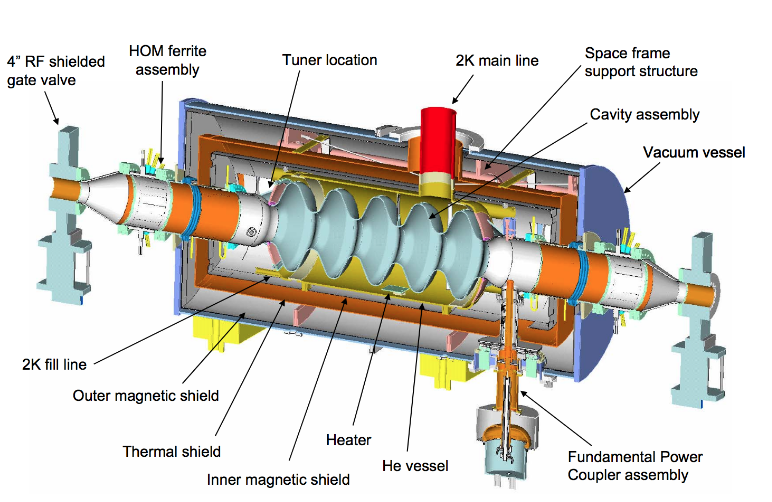 4” RF shielded
gate valve
HOM ferrite
assembly
Tuner location
2K main line
Space frame
support structure
Cavity assembly
Vacuum vessel
2K fill line
Outer magnetic shield
Thermal shield
Inner magnetic shield
Heater
He vessel
Fundamental Power
Coupler assembly